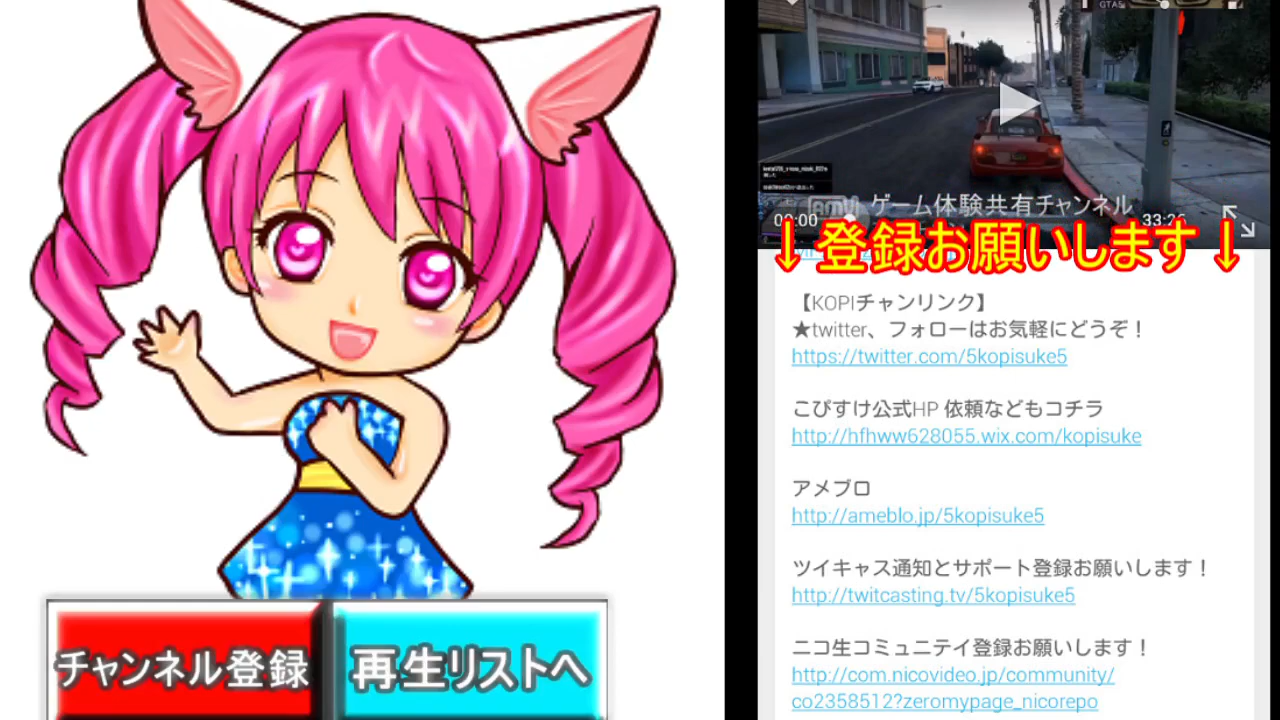 チャンネル登録
再生リストへ
GTA5
ゲーム体験共有チャンネル
00:00
↓登録お願いします↓
【KOPIチャンリンク】
★twitter、フォローはお気軽にどうぞ！
https://twitter.com/5kopisuke5
こぴすけ公式HP 依頼などもコチラ
http://hfhww628055.wix.com/kopisuke
アメブロ
http://ameblo.jp/5kopisuke5
ツイキャス通知とサポート登録お願いします！
http://twitcasting.tv/5kopisuke5
ニコ生コミュニテイ登録お願いします！
http://com.nicovideo.jp/community/
co2358512?zeromypage_nicorepo